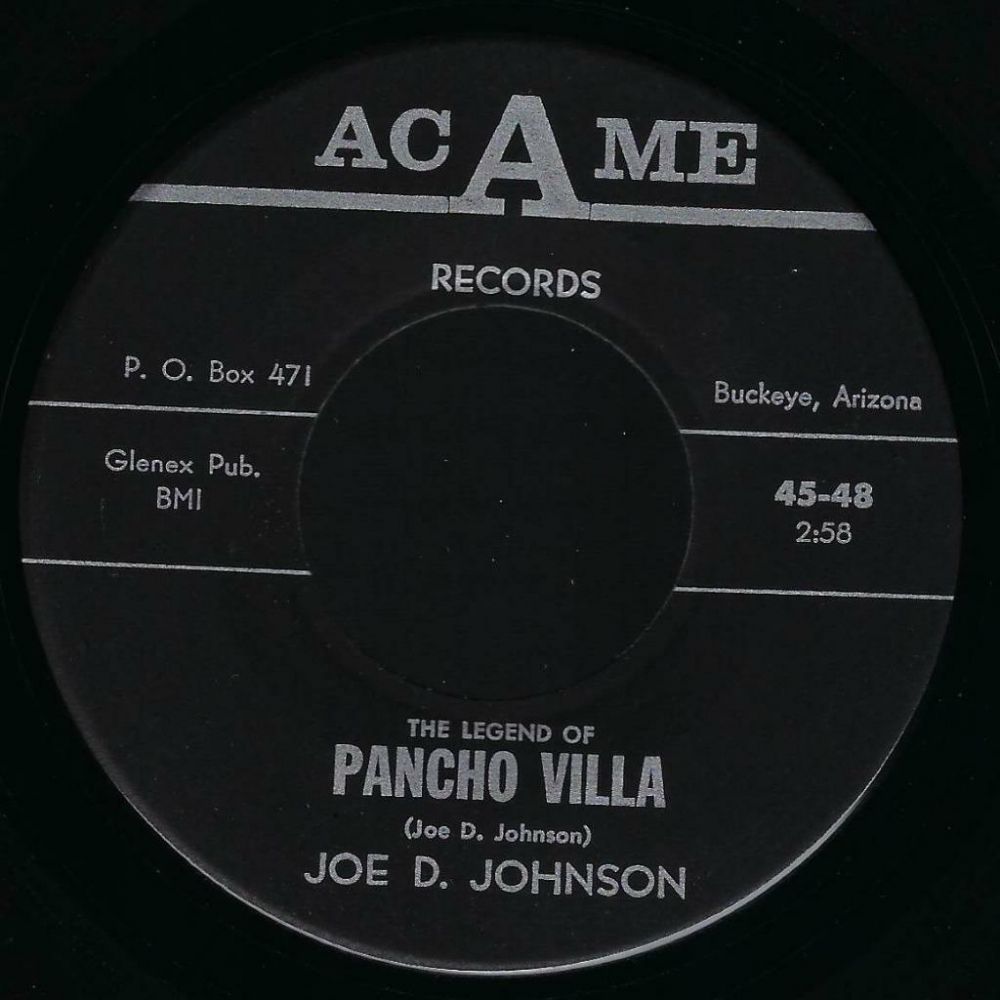 ACAME
RECORDS
P. O. Box 471
Buckeye, Arizona
Glenex Pub.
BMI
45-48
2:58
THE LEGEND OF
PANCHO VILLA
(Joe D. Johnson)
JOE D. JOHNSON